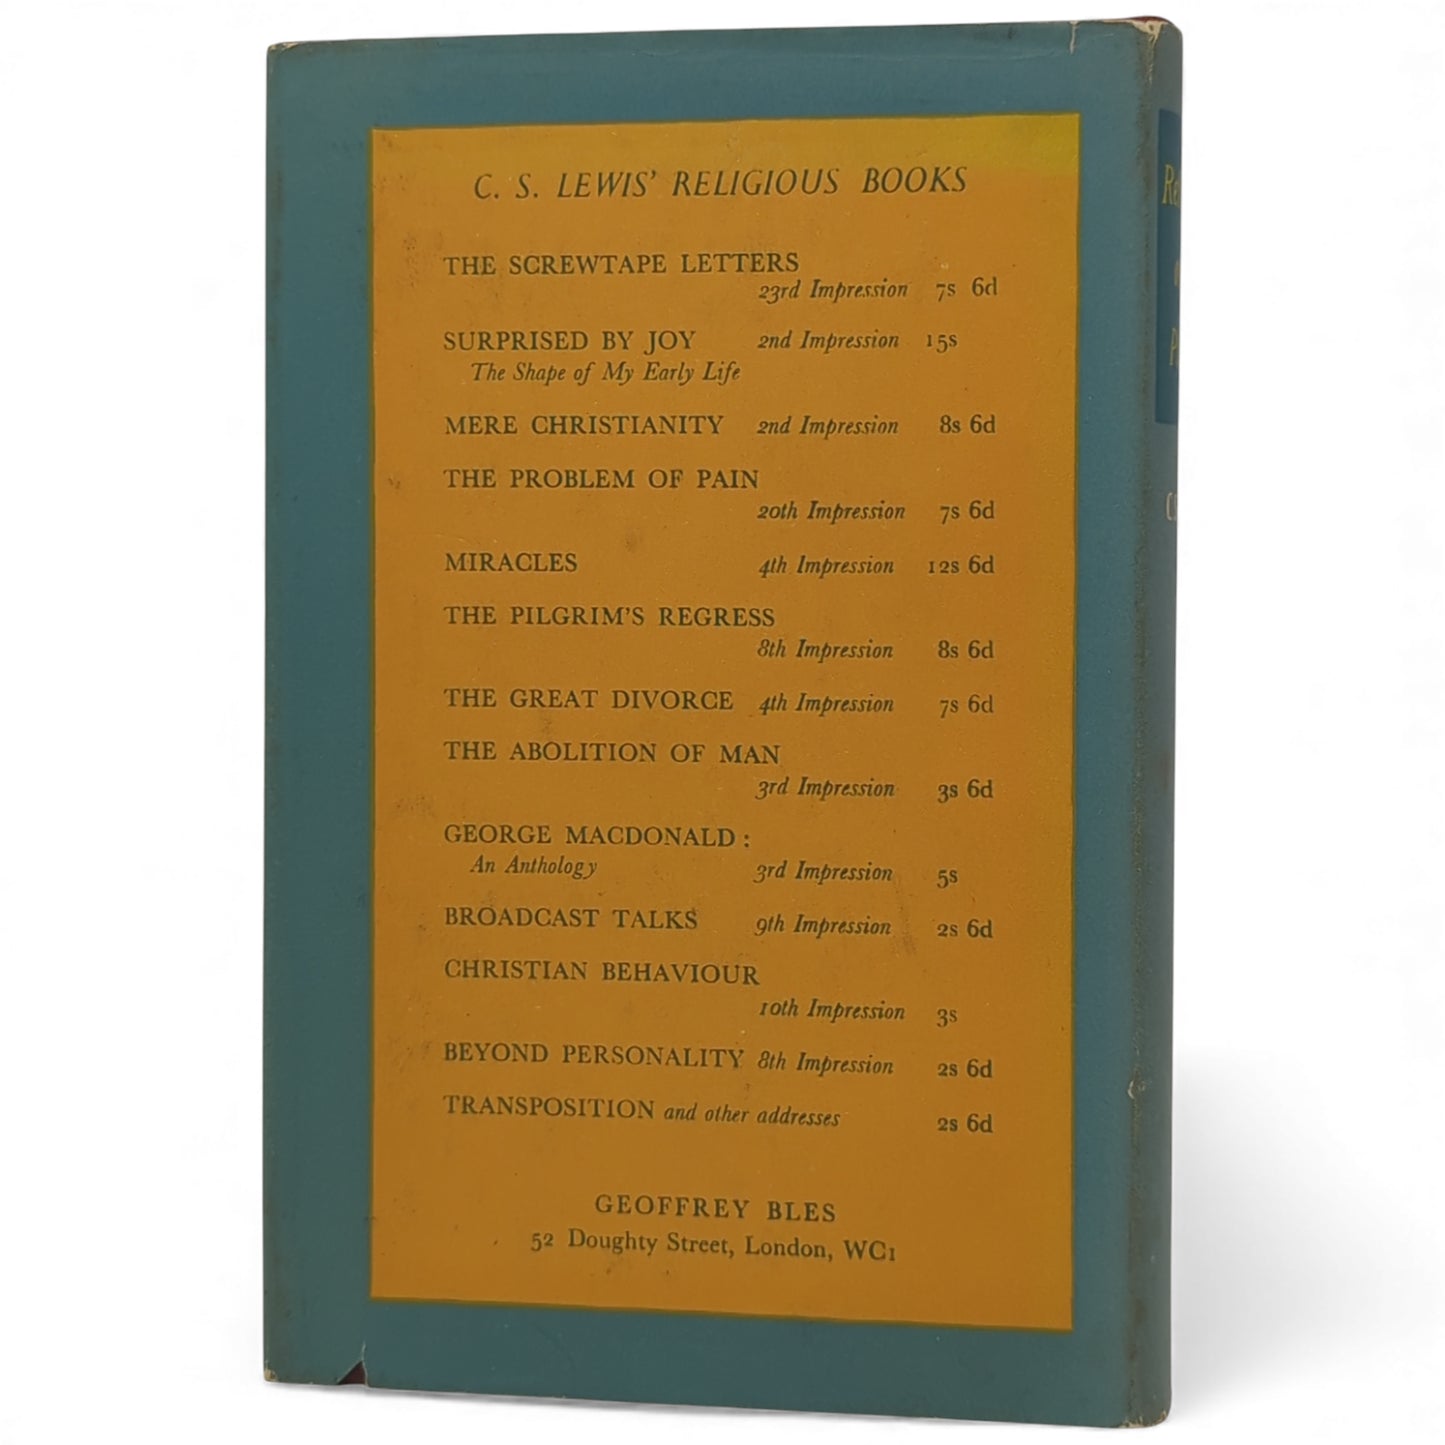 C. S. LEWIS' RELIGIOUS BOOKS
THE SCREWTAPE LETTERS
23rd Impression 7s 6d
SURPRISED BY JOY 2nd Impression 15s
The Shape of My Early Life
MERE CHRISTIANITY 2nd Impression 8s 6d
THE PROBLEM OF PAIN
20th Impression 7s 6d
MIRACLES 4th Impression 12s 6d
THE PILGRIM'S REGRESS
8th Impression 8s 6d
THE GREAT DIVORCE 4th Impression 7s 6d
THE ABOLITION OF MAN
3rd Impression 3s 6d
GEORGE MACDONALD:
An Anthology 3rd Impression 5s
BROADCAST TALKS 9th Impression 2s 6d
CHRISTIAN BEHAVIOUR
10th Impression 3s
BEYOND PERSONALITY 8th Impression 2s 6d
TRANSPOSITION and other addresses 2s 6d
GEOFFREY BLES
52 Doughty Street, London, WC1